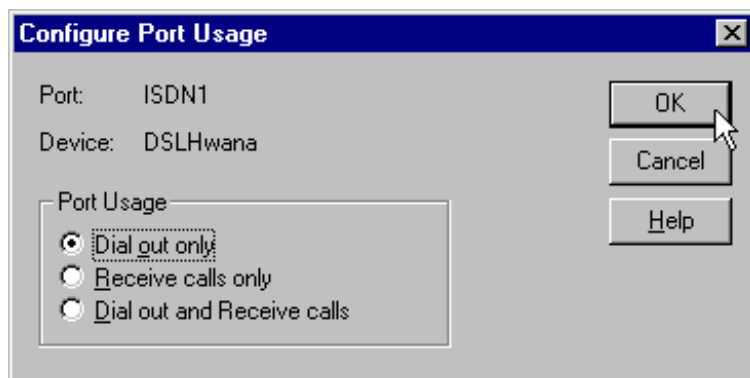 Configure Port Usage
Port: ISDN1
OK
Device: DSLHwana
Cancel
Port Usage
Help
Dial out only
Receive calls only
Dial out and Receive calls